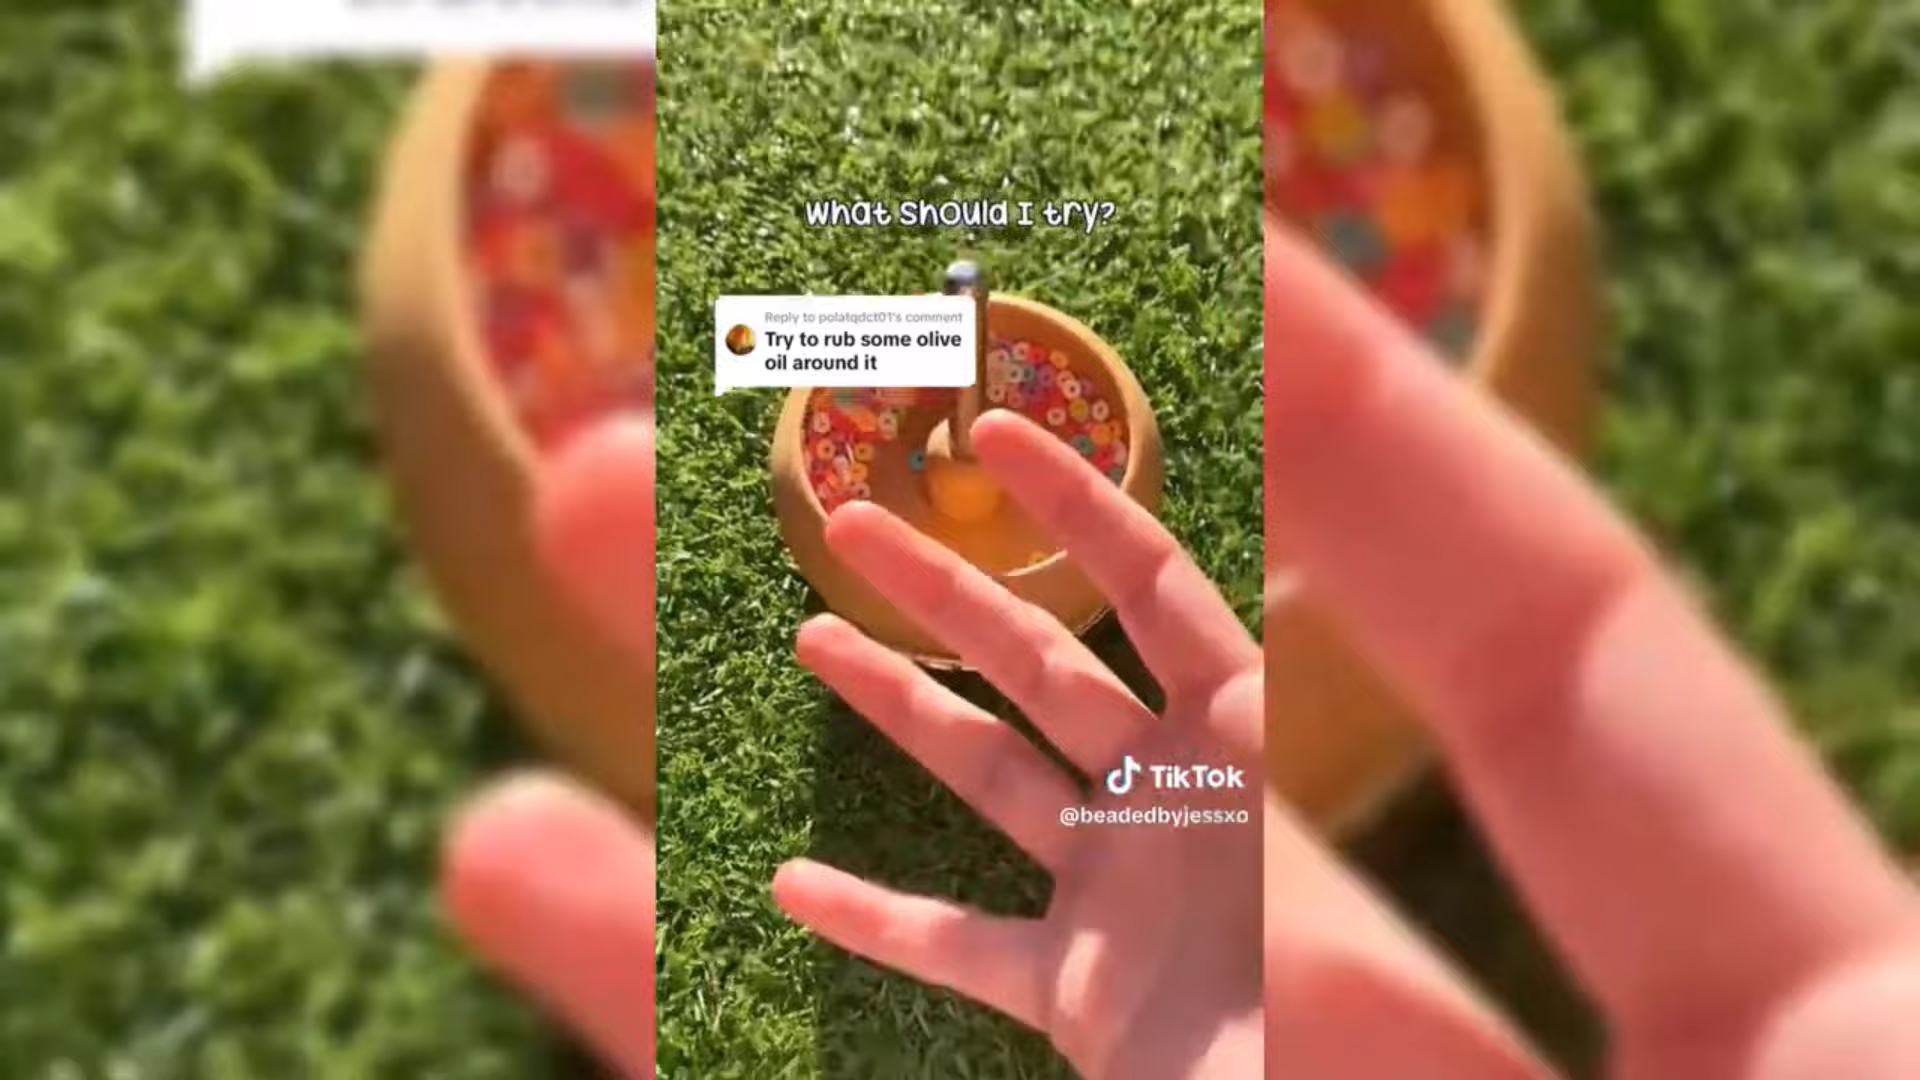 What should I try?
Reply to polatqdct01's comment
Try to rub some olive
oil around it
TikTok
@beadedbyjessxo